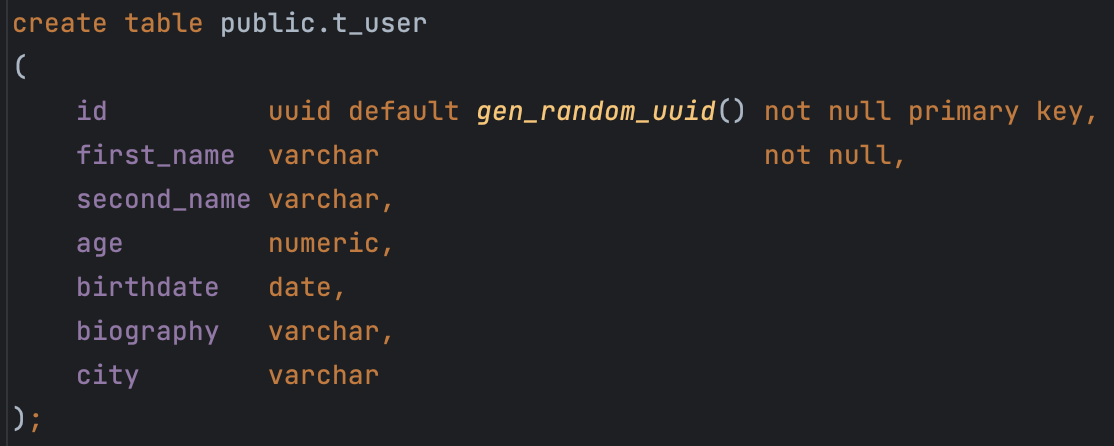 create table public.t_user
(
    id          uuid default gen_random_uuid() not null primary key,
    first_name  varchar                        not null,
    second_name varchar,
    age         numeric,
    birthdate   date,
    biography   varchar,
    city        varchar
);